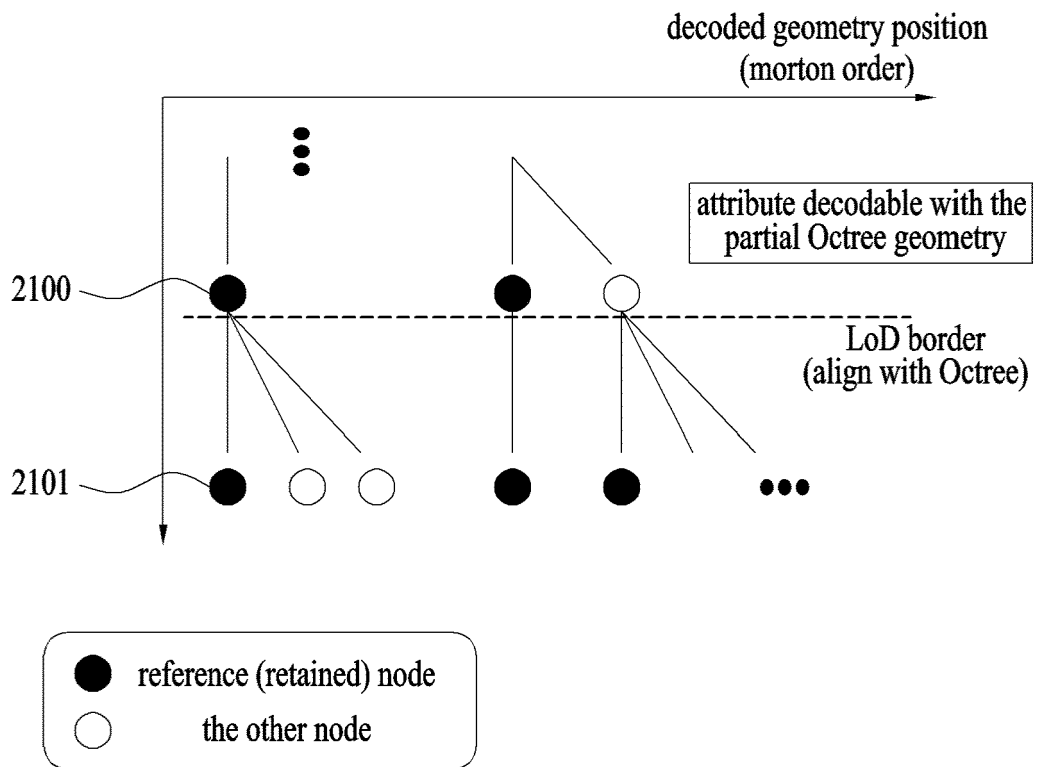 decoded geometry position
(morton order)
attribute decodable with the
partial Octree geometry
2100
LoD border
(align with Octree)
2101
reference (retained) node
the other node